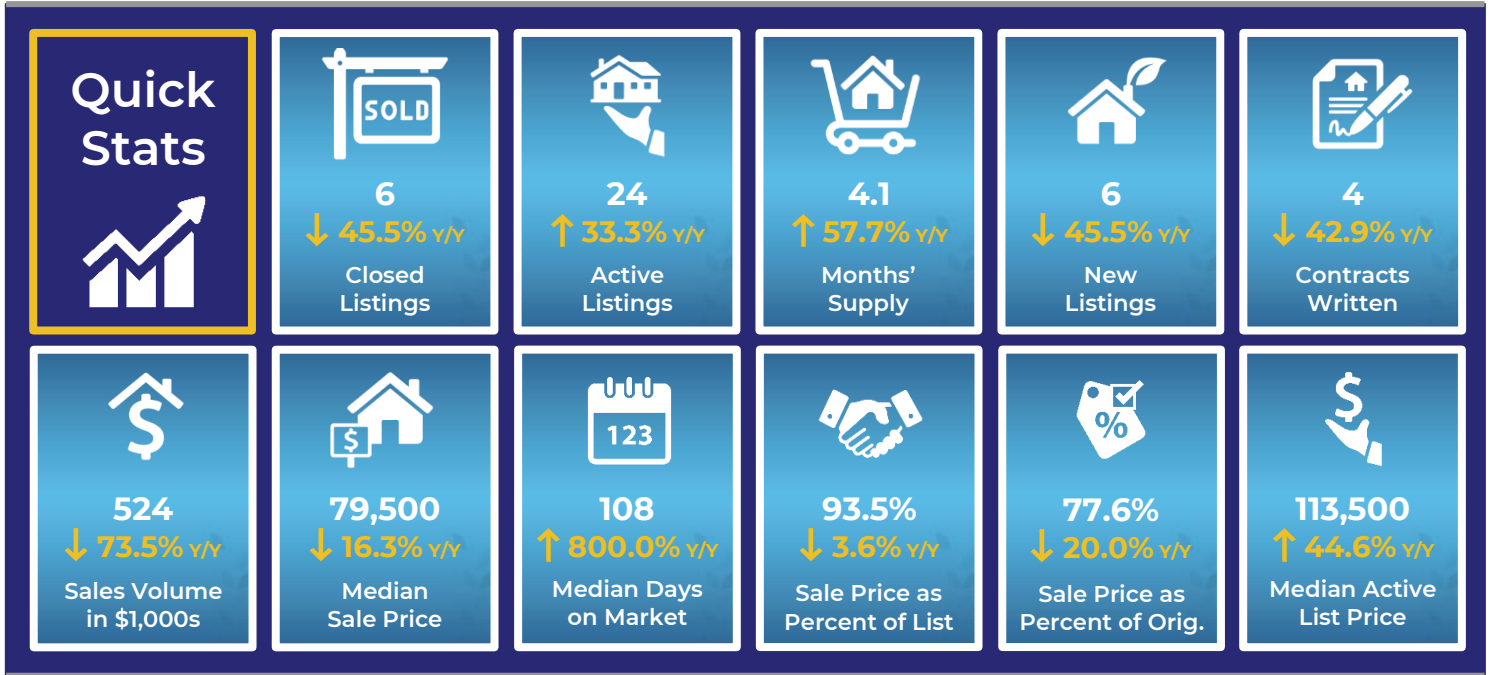 Quick
Stats
SOLD
6
↓ 45.5% Y/Y
Closed
Listings
24
↑ 33.3% Y/Y
Active
Listings
4.1
↑ 57.7% Y/Y
Months’
Supply
6
↓ 45.5% Y/Y
New
Listings
4
↓ 42.9% Y/Y
Contracts
Written
$
524
↓ 73.5% Y/Y
Sales Volume
in $1,000s
$
79,500
↓ 16.3% Y/Y
Median
Sale Price
123
108
↑ 800.0% Y/Y
Median Days
on Market
93.5%
↓ 3.6% Y/Y
Sale Price as
Percent of List
%
77.6%
↓ 20.0% Y/Y
Sale Price as
Percent of Orig.
$
113,500
↑ 44.6% Y/Y
Median Active
List Price